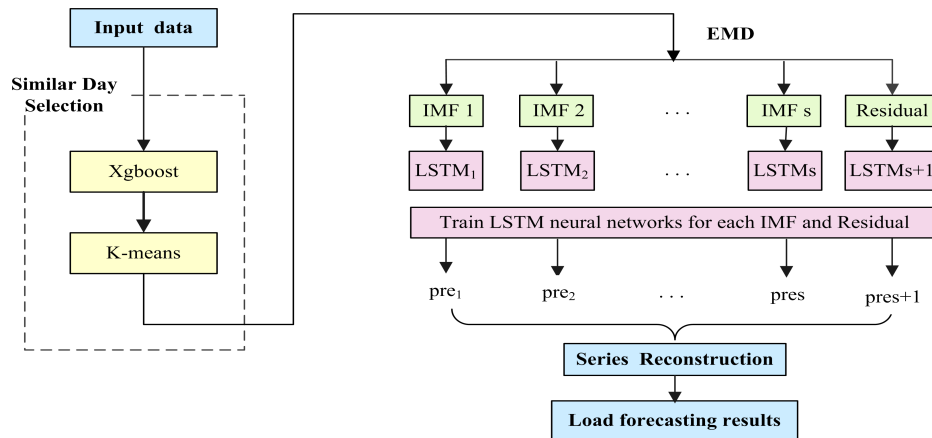 Input data
EMD
Similar Day
Selection
IMF 1 IMF 2 . . . IMF s Residual
Xgboost
LSTM₁ LSTM₂ . . . LSTMs LSTMs+1
Train LSTM neural networks for each IMF and Residual
K-means
pre₁ pre₂ . . . pres pres+1
Series Reconstruction
Load forecasting results